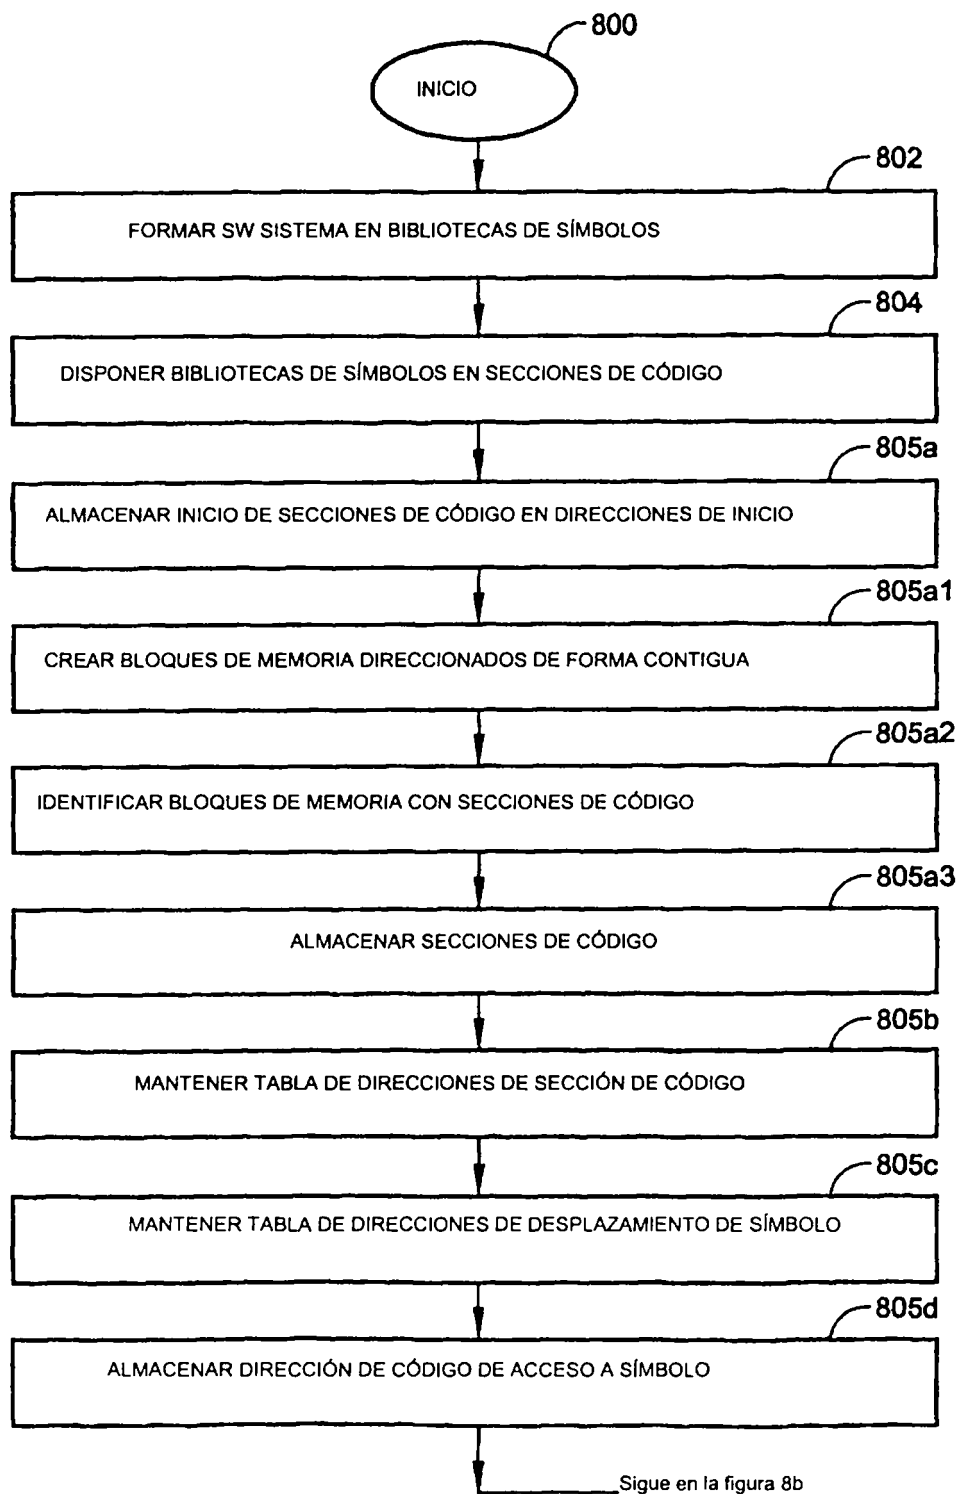 800
INICIO
802
FORMAR SW SISTEMA EN BIBLIOTECAS DE SÍMBOLOS
804
DISPONER BIBLIOTECAS DE SÍMBOLOS EN SECCIONES DE CÓDIGO
805a
ALMACENAR INICIO DE SECCIONES DE CÓDIGO EN DIRECCIONES DE INICIO
805a1
CREAR BLOQUES DE MEMORIA DIRECCIONADOS DE FORMA CONTIGUA
805a2
IDENTIFICAR BLOQUES DE MEMORIA CON SECCIONES DE CÓDIGO
805a3
ALMACENAR SECCIONES DE CÓDIGO
805b
MANTENER TABLA DE DIRECCIONES DE SECCIÓN DE CÓDIGO
805c
MANTENER TABLA DE DIRECCIONES DE DESPLAZAMIENTO DE SÍMBOLO
805d
ALMACENAR DIRECCIÓN DE CÓDIGO DE ACCESO A SÍMBOLO
Sigue en la figura 8b